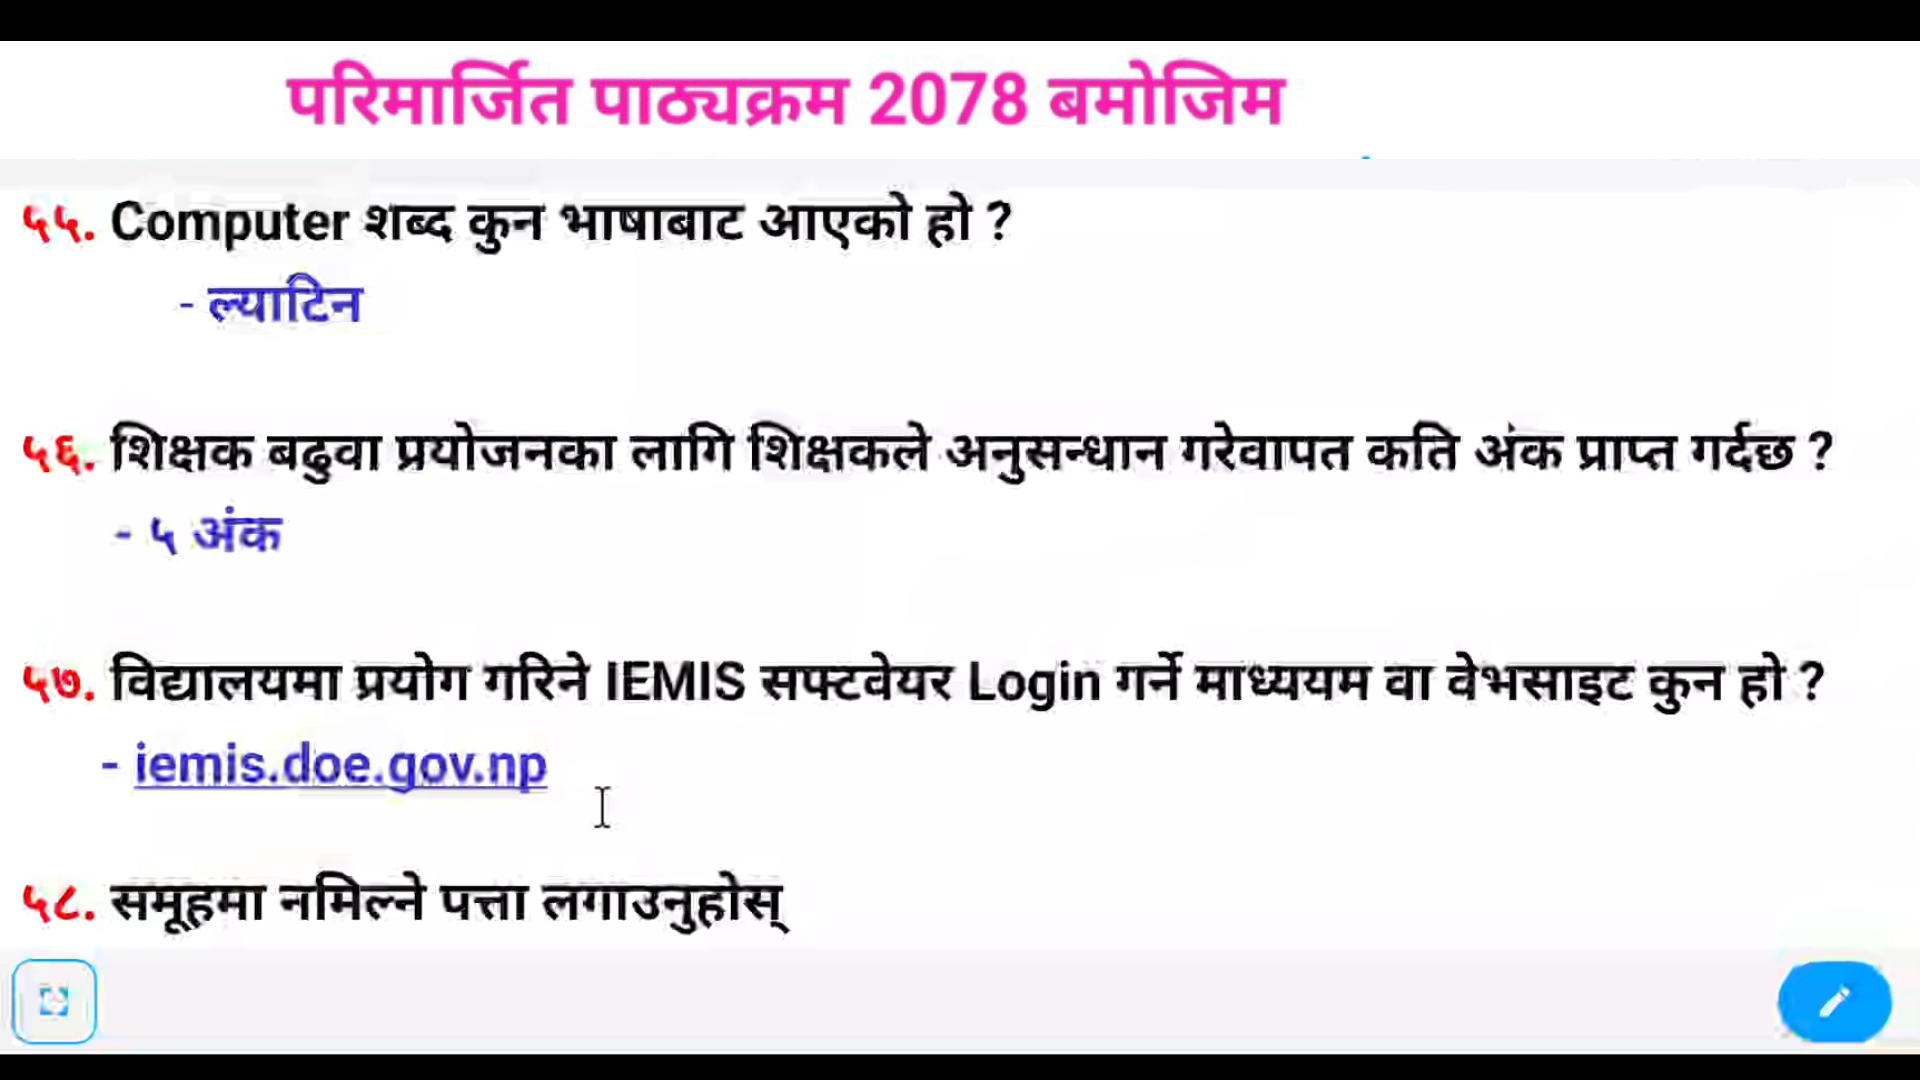 परिमार्जित पाठ्यक्रम 2078 बमोजिम
५५. Computer शब्द कुन भाषाबाट आएको हो ?
- ल्याटिन
५६. शिक्षक बढुवा प्रयोजनका लागि शिक्षकले अनुसन्धान गरेवापत कति अंक प्राप्त गर्दछ ?
- ५ अंक
५७. विद्यालयमा प्रयोग गरिने IEMIS सफ्टवेयर Login गर्ने माध्ययम वा वेभसाइट कुन हो ?
- iemis.doe.gov.np
५८. समूहमा नमिल्ने पत्ता लगाउनुहोस्